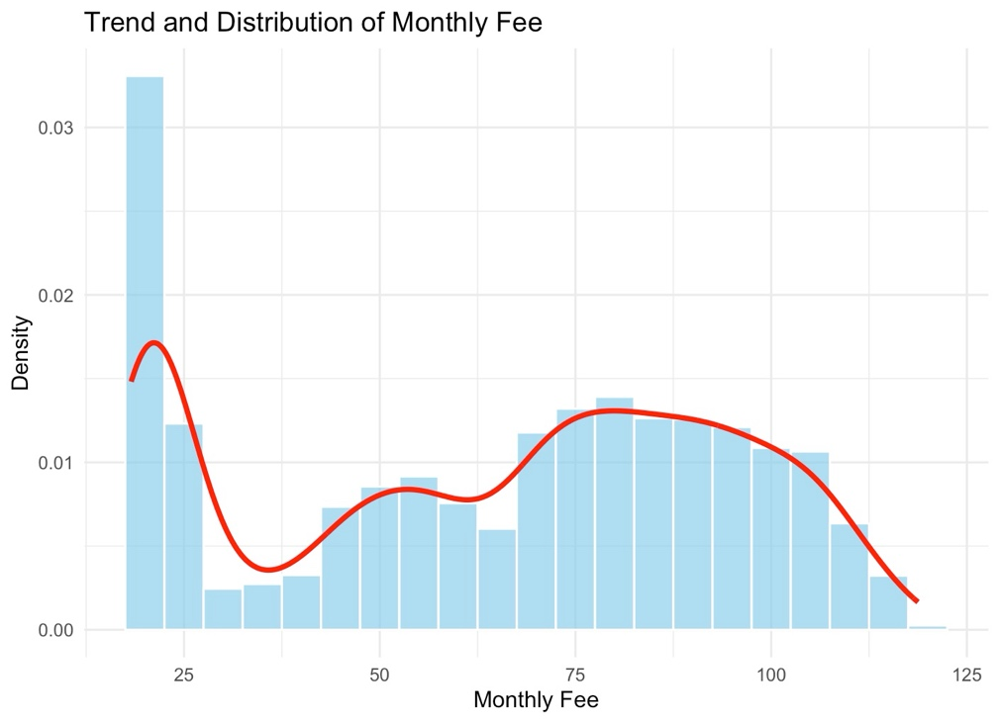 Trend and Distribution of Monthly Fee
Density
0.03
0.02
0.01
0.00
25 50 75 100 125
Monthly Fee